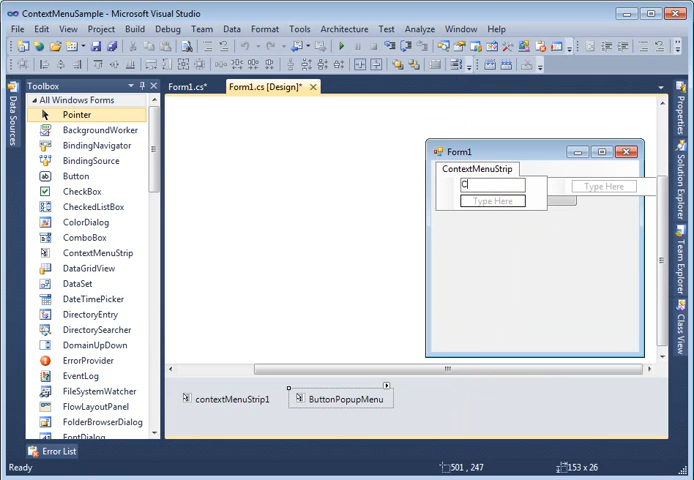 ContextMenuSample - Microsoft Visual Studio
File Edit View Project Build Debug Team Data Format Tools Architecture Test Analyze Window Help
Toolbox
Form1.cs*
Form1.cs [Design]*
Data Sources
All Windows Forms
Pointer
BackgroundWorker
BindingNavigator
BindingSource
Button
CheckBox
CheckedListBox
ColorDialog
ComboBox
ContextMenuStrip
DataGridView
DataSet
DateTimePicker
DirectoryEntry
DirectorySearcher
DomainUpDown
ErrorProvider
EventLog
FileSystemWatcher
FlowLayoutPanel
FolderBrowserDialog
FontDialog
Form1
ContextMenuStrip
C
Type Here
Type Here
contextMenuStrip1
ButtonPopupMenu
Properties
Solution Explorer
Team Explorer
Class View
Error List
Ready
501 , 247
153 x 26